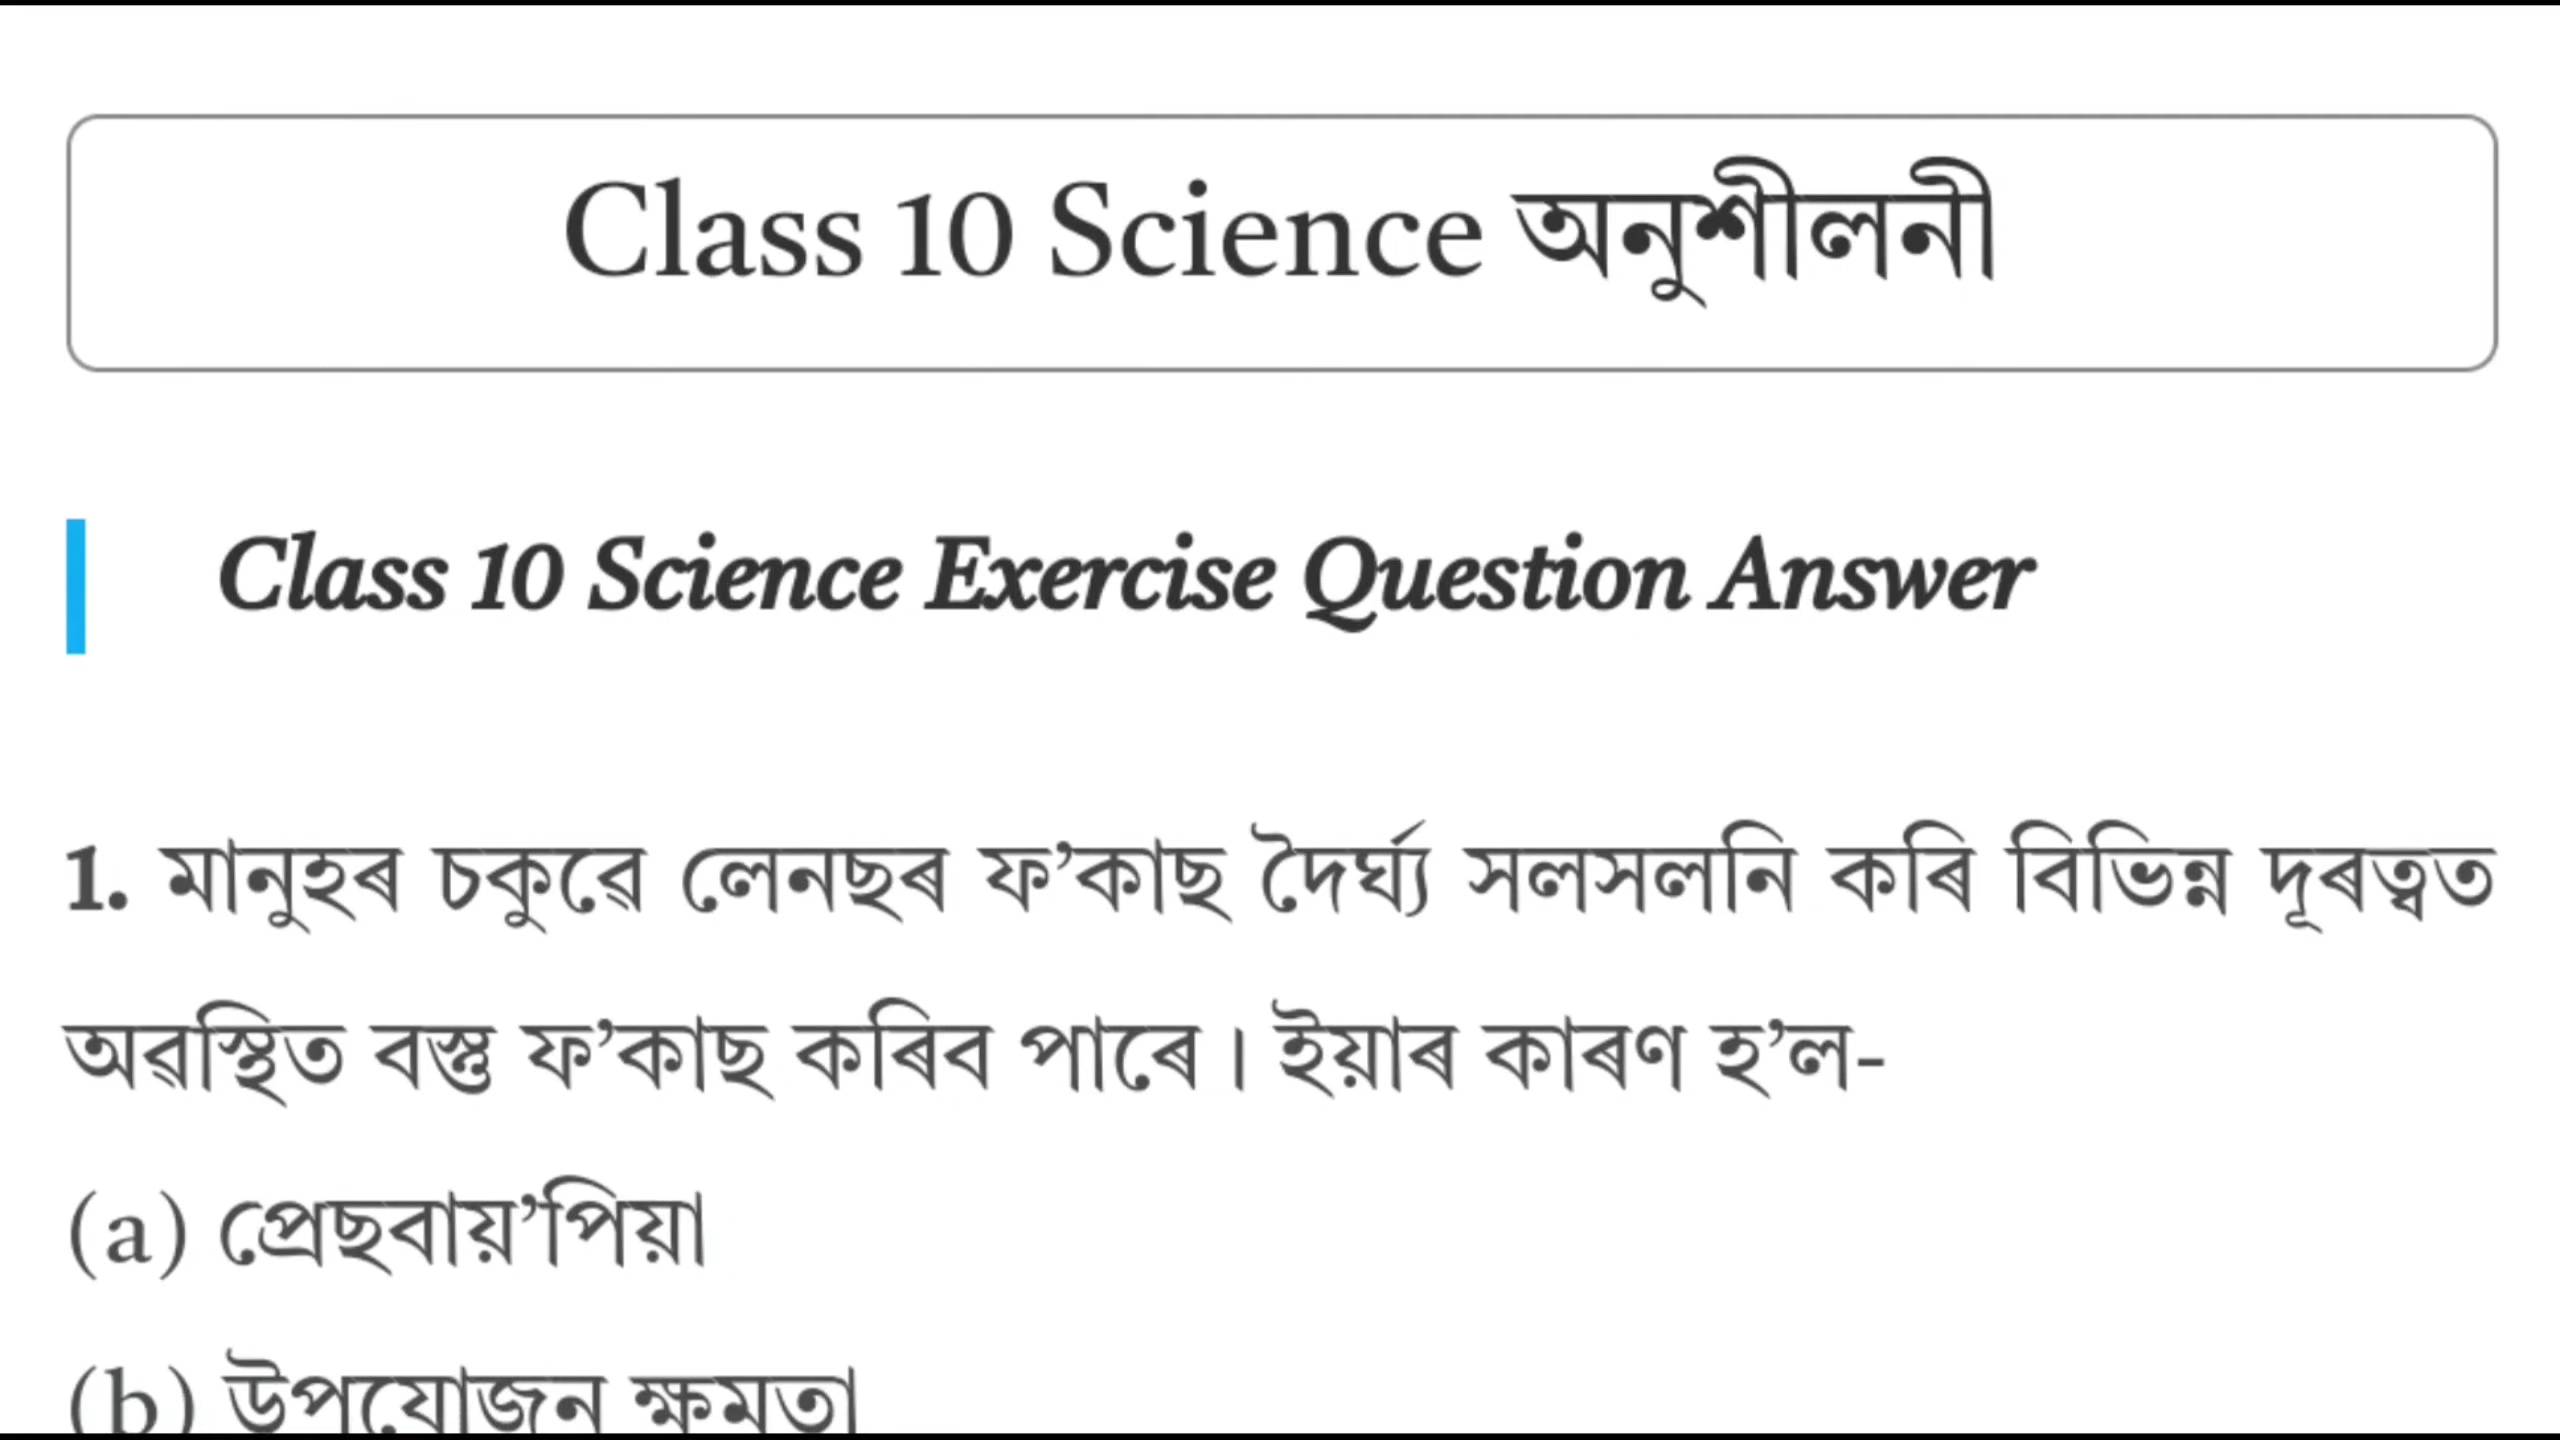 Class 10 Science অনুশীলনী
Class 10 Science Exercise Question Answer
1. মানুহৰ চকুৱে লেনছৰ ফ’কাছ দৈৰ্ঘ্য সলসলনি কৰি বিভিন্ন দূৰত্বত
অৱস্থিত বস্তু ফ’কাছ কৰিব পাৰে। ইয়াৰ কাৰণ হ’ল-
(a) প্ৰেছবায়’পিয়া
(b) উপযোজন ক্ষমতা